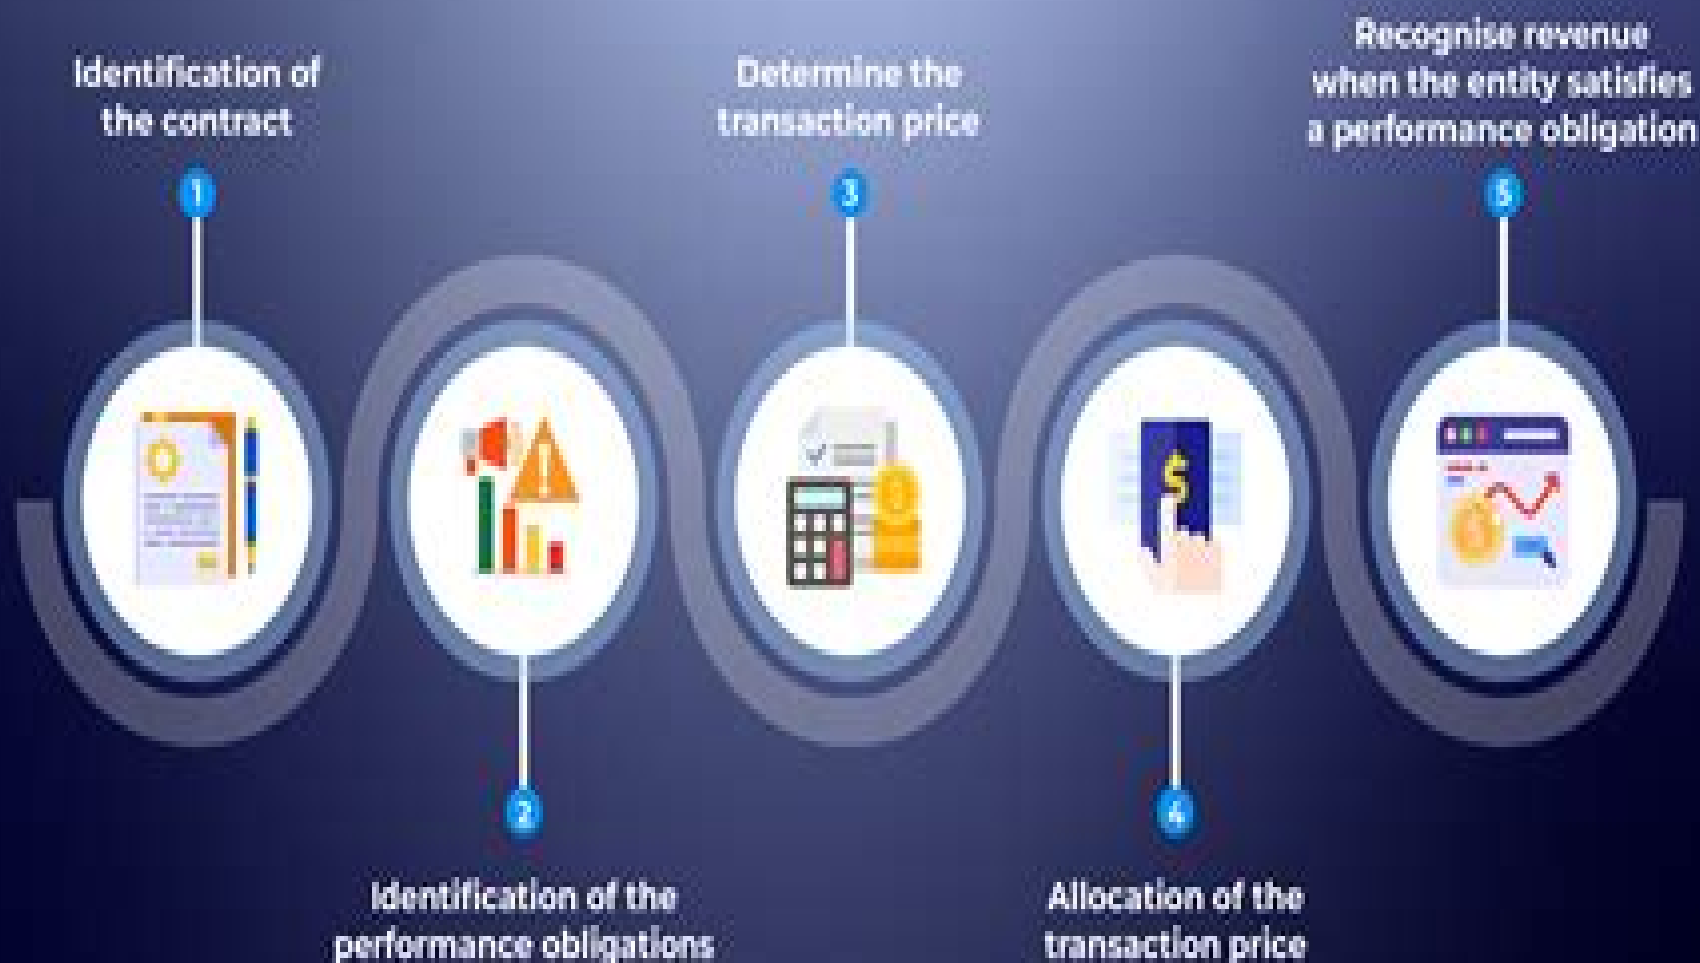 Identification of
the contract
1
2
Identification of the
performance obligations
Determine the
transaction price
3
4
Allocation of the
transaction price
Recognise revenue
when the entity satisfies
a performance obligation
5
$